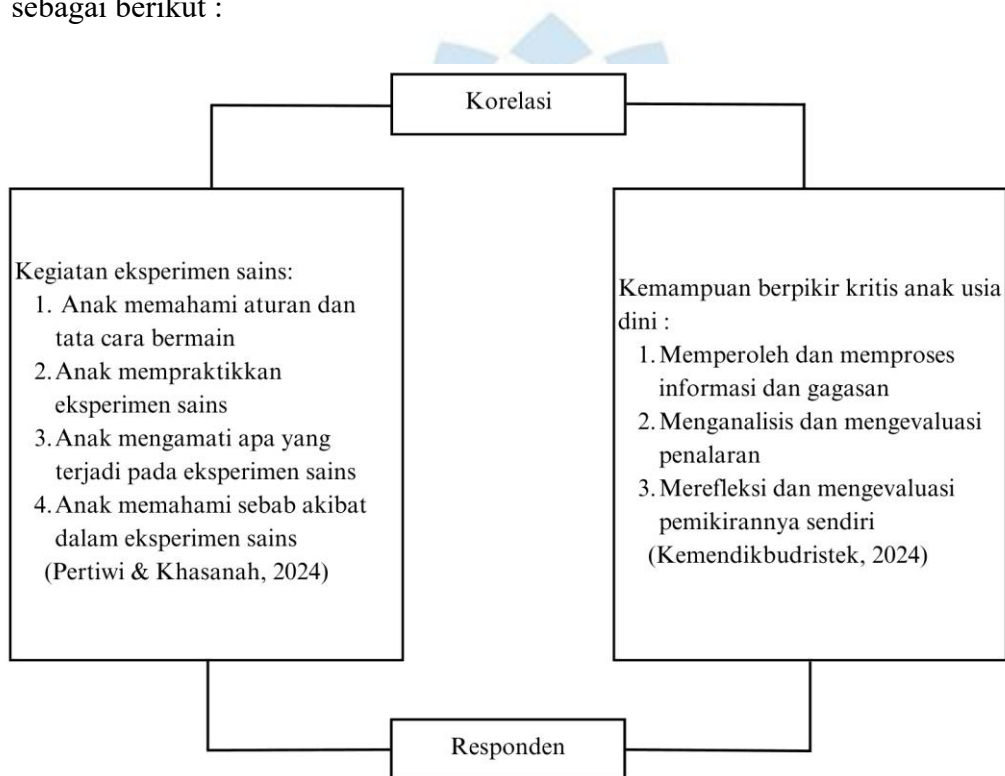 sebagai berikut :
Korelasi
Kegiatan eksperimen sains:
1. Anak memahami aturan dan
tata cara bermain
2. Anak mempraktikkan
eksperimen sains
3. Anak mengamati apa yang
terjadi pada eksperimen sains
4. Anak memahami sebab akibat
dalam eksperimen sains
(Pertiwi & Khasanah, 2024)
Kemampuan berpikir kritis anak usia
dini :
1. Memperoleh dan memproses
informasi dan gagasan
2. Menganalisis dan mengevaluasi
penalaran
3. Merefleksi dan mengevaluasi
pemikirannya sendiri
(Kemendikbudristek, 2024)
Responden